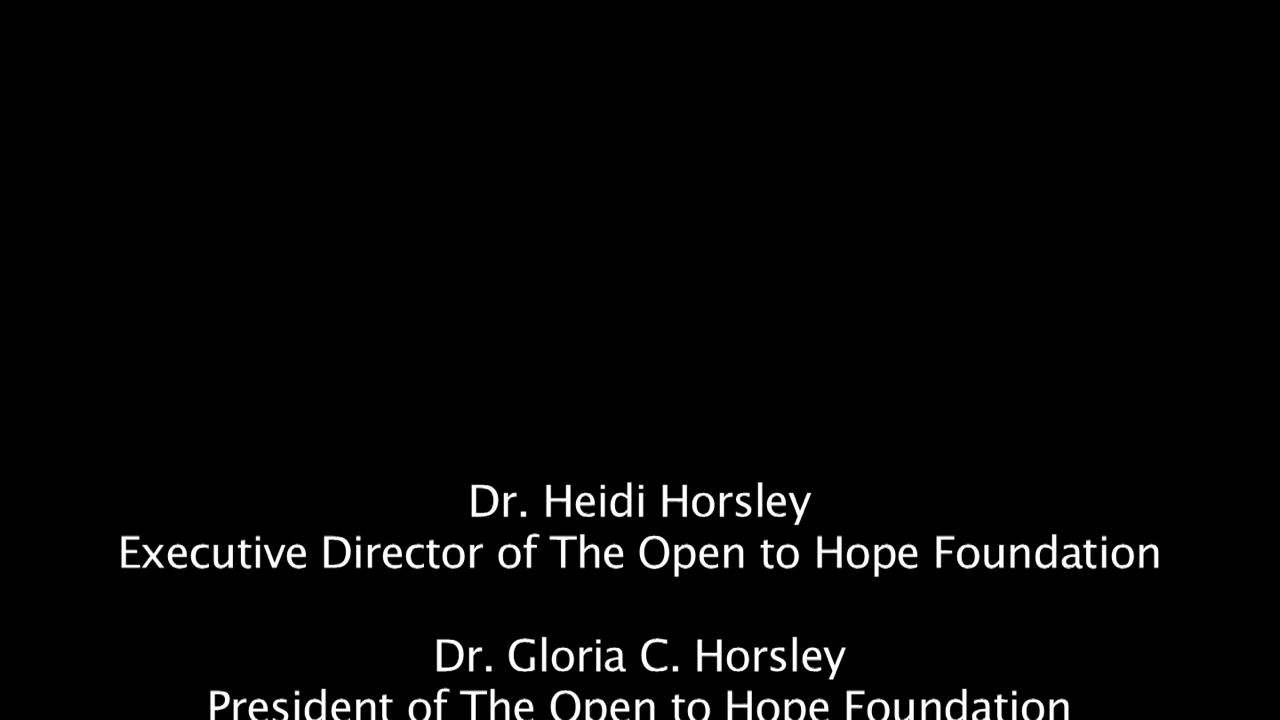 Dr. Heidi Horsley
Executive Director of The Open to Hope Foundation
Dr. Gloria C. Horsley
President of The Open to Hope Foundation